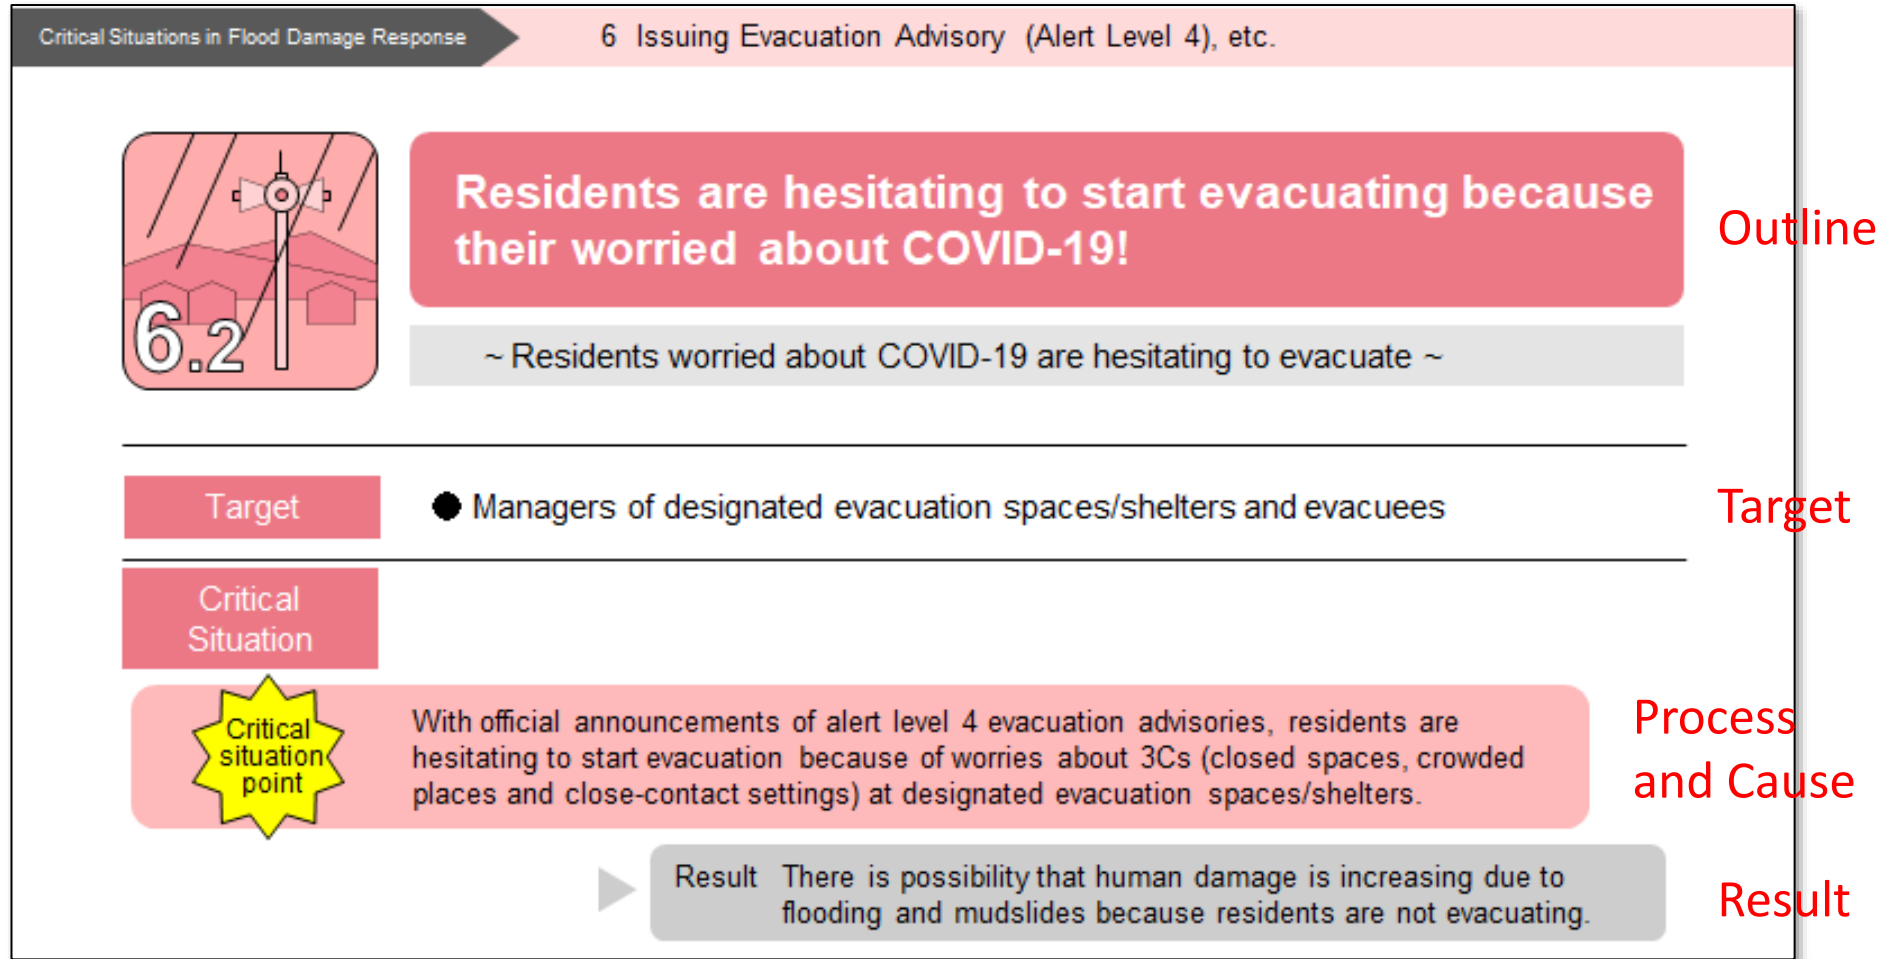 Critical Situations in Flood Damage Response
6 Issuing Evacuation Advisory (Alert Level 4), etc.
6.2
Residents are hesitating to start evacuating because
their worried about COVID-19!
Outline
~ Residents worried about COVID-19 are hesitating to evacuate ~
Target
● Managers of designated evacuation spaces/shelters and evacuees
Target
Critical
Situation
Critical
situation
point
With official announcements of alert level 4 evacuation advisories, residents are
hesitating to start evacuation because of worries about 3Cs (closed spaces, crowded
places and close-contact settings) at designated evacuation spaces/shelters.
Process
and Cause
Result There is possibility that human damage is increasing due to
flooding and mudslides because residents are not evacuating.
Result